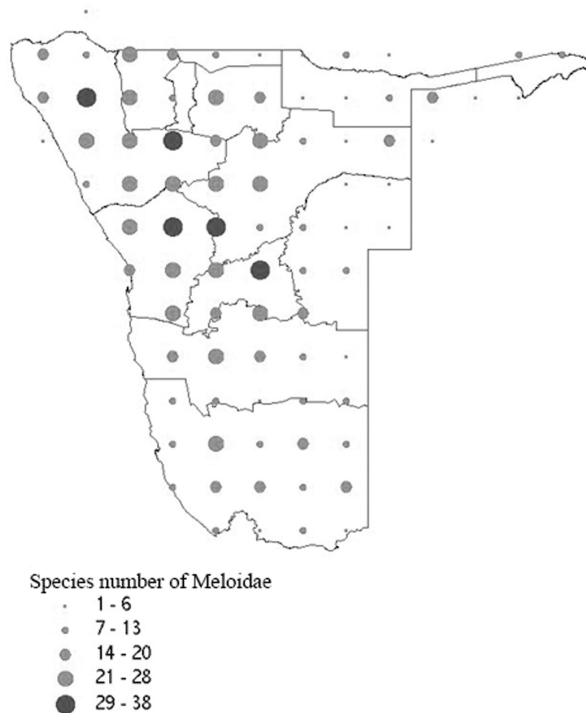 Species number of Meloidae
1 - 6
7 - 13
14 - 20
21 - 28
29 - 38